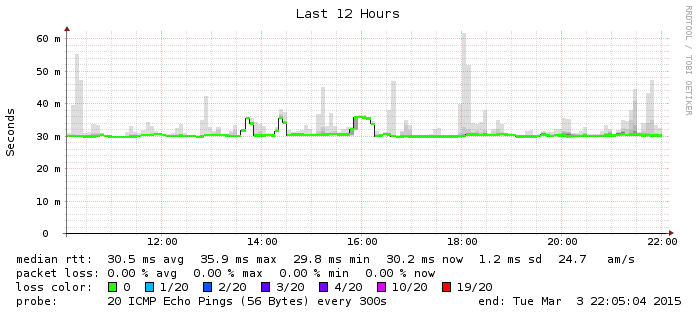 Last 12 Hours
RRDTOOL / TOBI OETIKER
Seconds
60 m
50 m
40 m
30 m
20 m
10 m
0
12:00 14:00 16:00 18:00 20:00 22:00
median rtt: 30.5 ms avg 35.9 ms max 29.8 ms min 30.2 ms now 1.2 ms sd 24.7 am/s
packet loss: 0.00 % avg 0.00 % max 0.00 % min 0.00 % now
loss color: 0 1/20 2/20 3/20 4/20 10/20 19/20
probe: 20 ICMP Echo Pings (56 Bytes) every 300s end: Tue Mar 3 22:05:04 2015